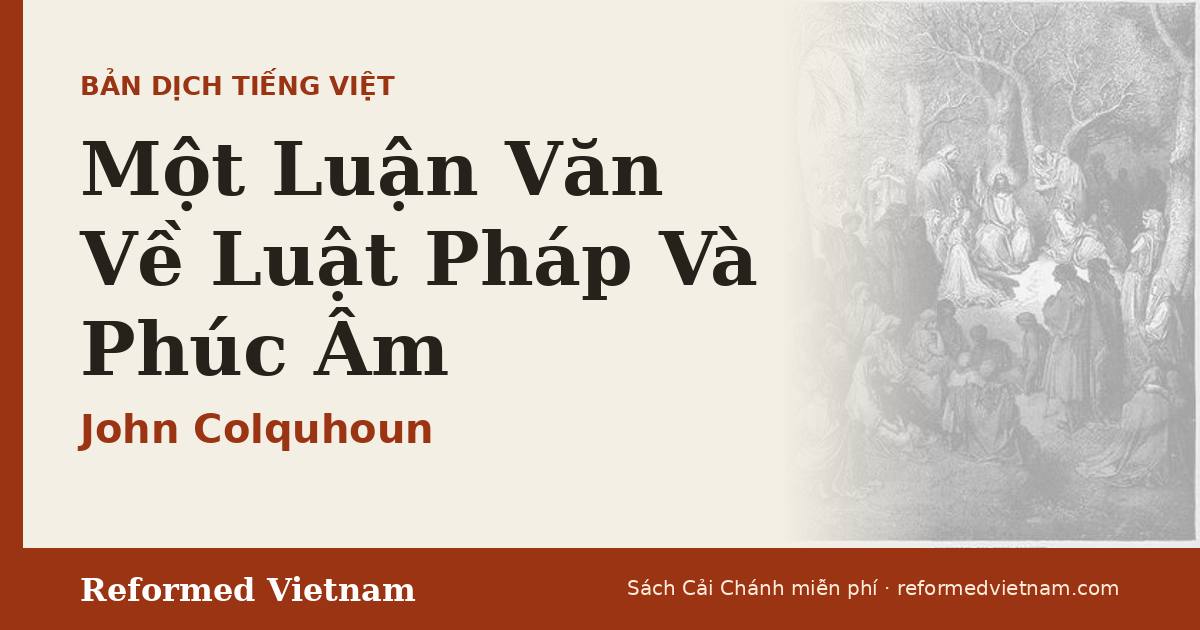 BẢN DỊCH TIẾNG VIỆT
Một Luận Văn
Về Luật Pháp Và
Phúc Âm
John Colquhoun
Reformed Vietnam
Sách Cải Chánh miễn phí · reformedvietnam.com